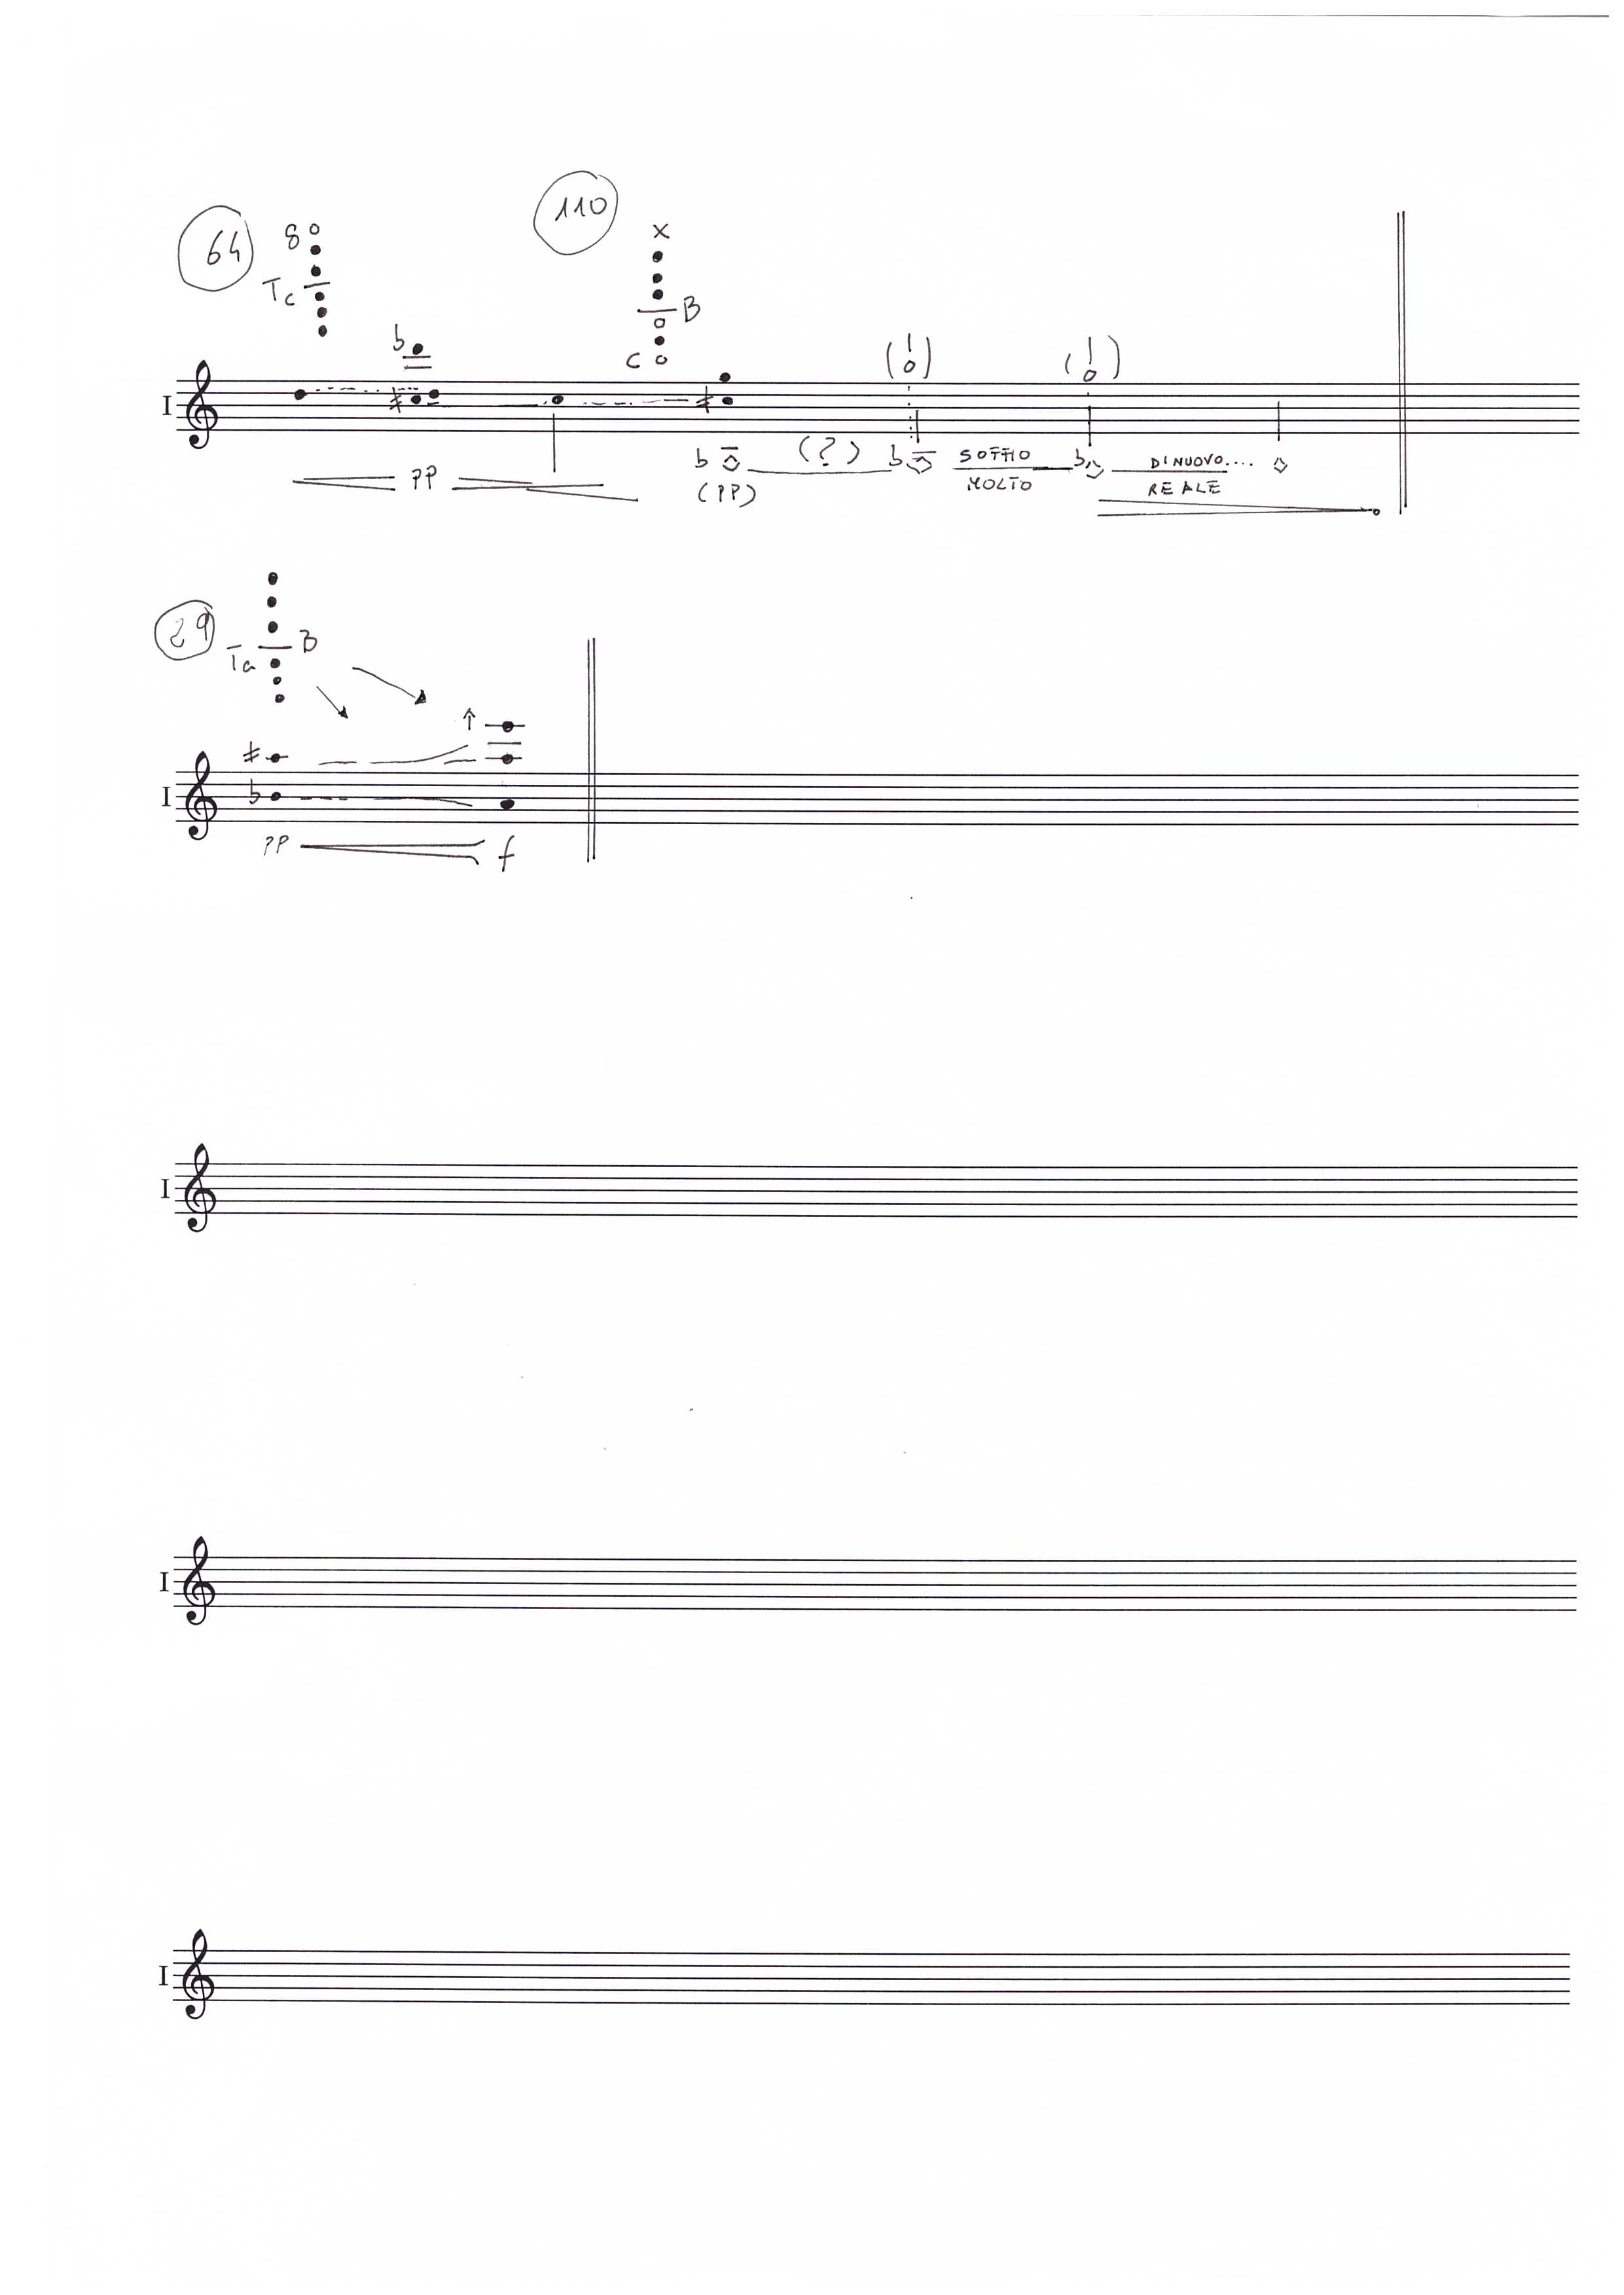 64 8 110 x
Tc B
b C
I # # b (?) b SOFFIO b DI NUOVO....
PP (PP) MOLTO REALE
29 Ta B
I # b
PP f
I
I
I